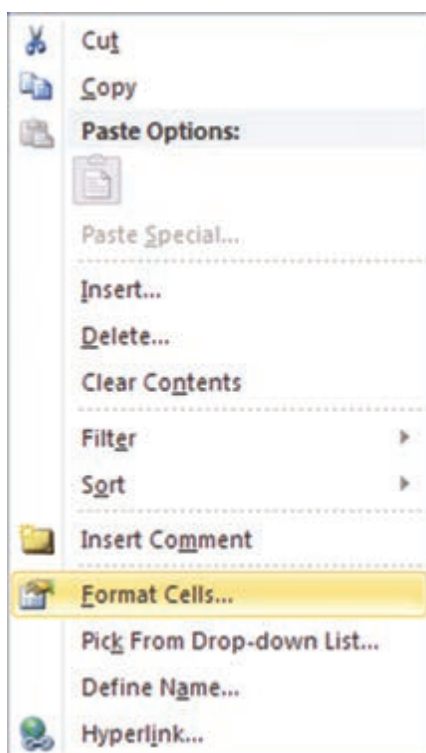 Cut
Copy
Paste Options:
Paste Special...
Insert...
Delete...
Clear Contents
Filter
Sort
Insert Comment
Format Cells...
Pick From Drop-down List...
Define Name...
Hyperlink...